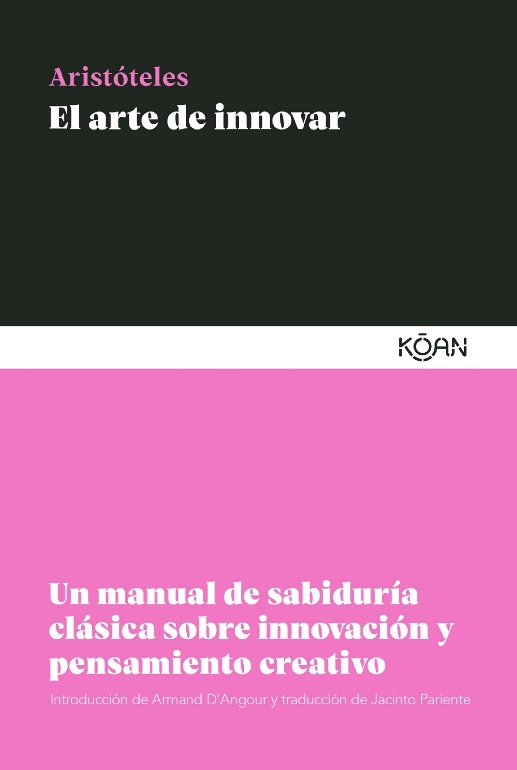 Aristóteles
El arte de innovar
KŌAN
Un manual de sabiduría
clásica sobre innovación y
pensamiento creativo
Introducción de Armand D’Angour y traducción de Jacinto Pariente